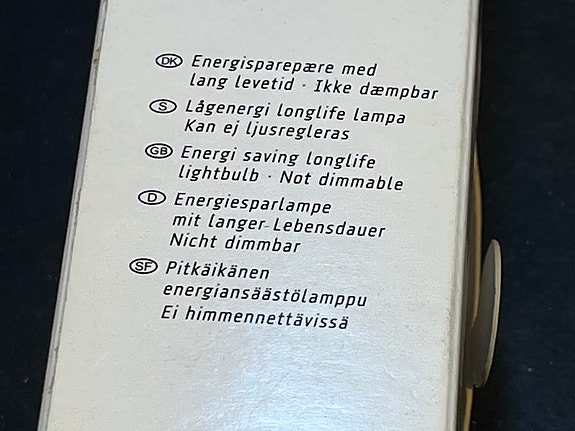 DK Energisparepære med
lang levetid · Ikke dæmpbar
S Lågenergi longlife lampa
Kan ej ljusregleras
GB Energi saving longlife
lightbulb · Not dimmable
D Energiesparlampe
mit langer Lebensdauer
Nicht dimmbar
SF Pitkäikänen
energiansäästölamppu
Ei himmennettävissä